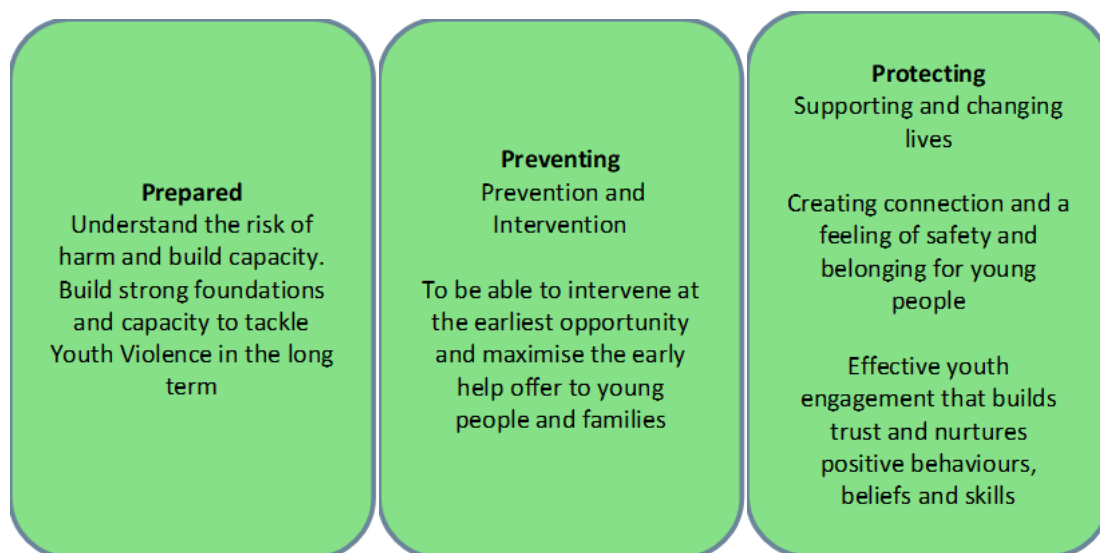 Prepared
Understand the risk of
harm and build capacity.
Build strong foundations
and capacity to tackle
Youth Violence in the long
term
Preventing
Prevention and
Intervention
To be able to intervene at
the earliest opportunity
and maximise the early
help offer to young
people and families
Protecting
Supporting and changing
lives
Creating connection and a
feeling of safety and
belonging for young
people
Effective youth
engagement that builds
trust and nurtures
positive behaviours,
beliefs and skills